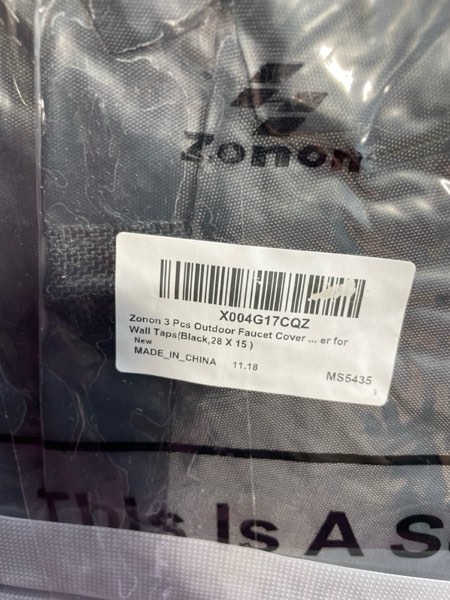 Zonon
X004G17CQZ
Zonon 3 Pcs Outdoor Faucet Cover ... er for
Wall Taps(Black,28 X 15 )
New
MADE_IN_CHINA 11.18
MS5435
This Is A S